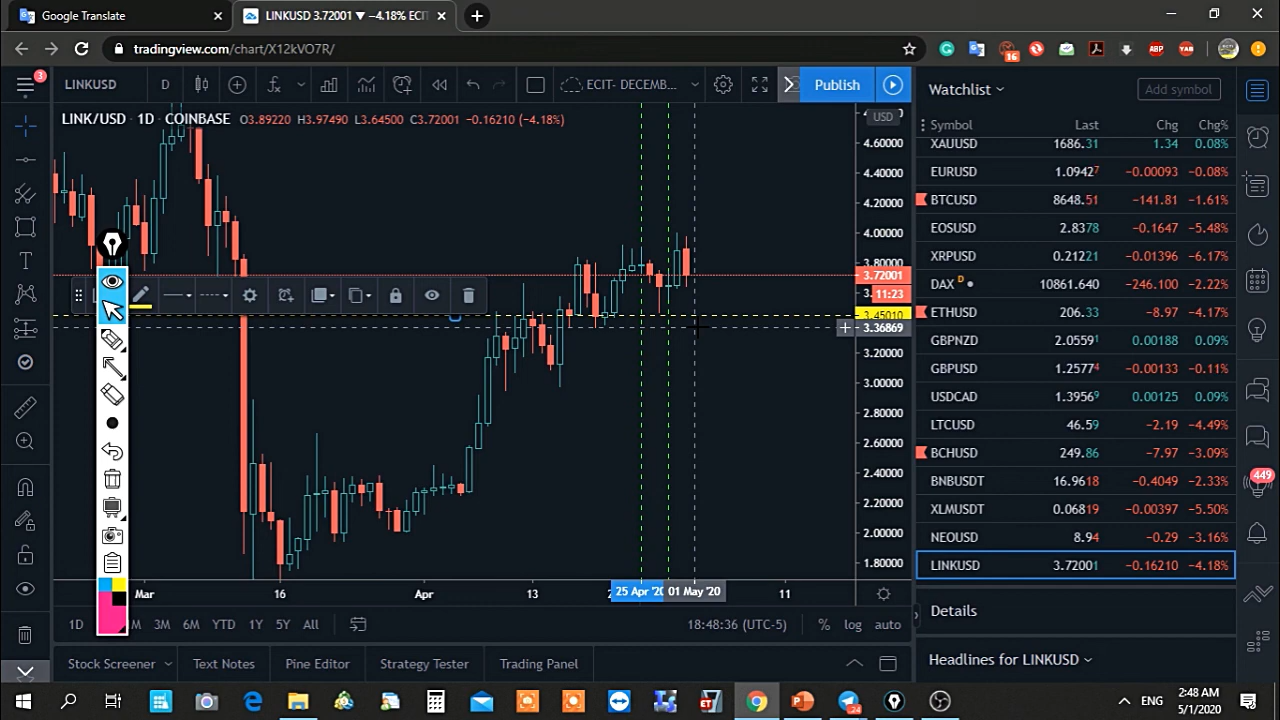 Google Translate
LINKUSD 3.72001 ▼ −4.18% ECIT
tradingview.com/chart/X12kVO7R/
16
ABP
YAB
3
LINKUSD
D
ECIT- DECEMB...
Publish
Watchlist
Add symbol
LINK/USD · 1D · COINBASE O3.89220 H3.97490 L3.64500 C3.72001 −0.16210 (−4.18%)
USD
4.60000
4.40000
4.20000
4.00000
3.80000
3.72001
11:23
3.45010
3.36869
3.20000
3.00000
2.80000
2.60000
2.40000
2.20000
2.00000
1.80000
Symbol Last Chg Chg%
XAUUSD 1686.31 1.34 0.08%
EURUSD 1.09427 −0.00093 −0.08%
BTCUSD 8648.51 −141.81 −1.61%
EOSUSD 2.8378 −0.1647 −5.48%
XRPUSD 0.21221 −0.01396 −6.17%
DAX D 10861.640 −246.100 −2.22%
ETHUSD 206.33 −8.97 −4.17%
GBPNZD 2.05591 0.00188 0.09%
GBPUSD 1.25774 −0.00133 −0.11%
USDCAD 1.39569 0.00125 0.09%
LTCUSD 46.59 −2.19 −4.49%
BCHUSD 249.86 −7.97 −3.09%
BNBUSDT 16.9618 −0.4049 −2.33%
XLMUSDT 0.06819 −0.00397 −5.50%
NEOUSD 8.94 −0.29 −3.16%
LINKUSD 3.72001 −0.16210 −4.18%
449
Mar 16 Apr 13 25 Apr '20 01 May '20 11
1D 3M 6M YTD 1Y 5Y All
18:48:36 (UTC-5) % log auto
Details
Stock Screener Text Notes Pine Editor Strategy Tester Trading Panel
Headlines for LINKUSD
24
ENG
2:48 AM
5/1/2020